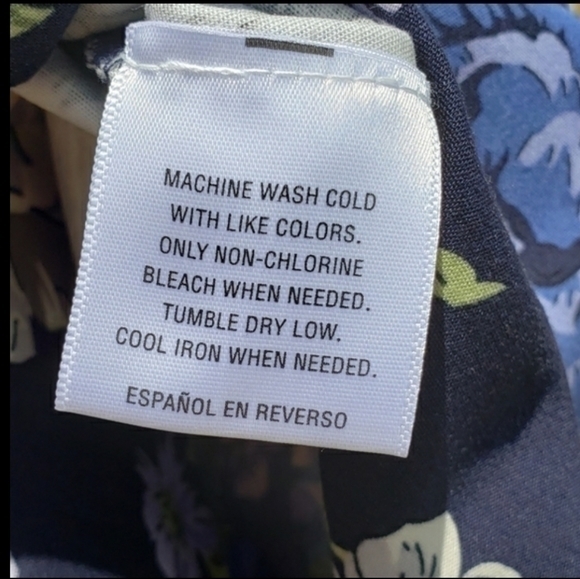 MACHINE WASH COLD
WITH LIKE COLORS.
ONLY NON-CHLORINE
BLEACH WHEN NEEDED.
TUMBLE DRY LOW.
COOL IRON WHEN NEEDED.
ESPAÑOL EN REVERSO